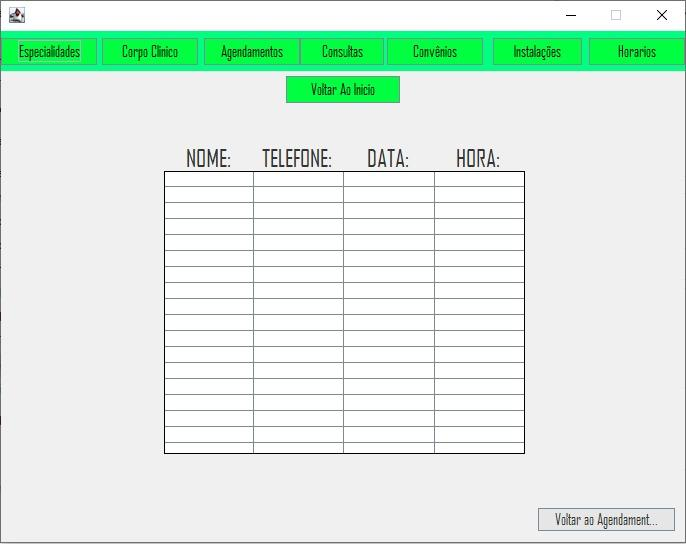 Especialidades Corpo Clinico Agendamentos Consultas Convênios Instalações Horarios
Voltar Ao Inicio
NOME: TELEFONE: DATA: HORA:
Voltar ao Agendament...